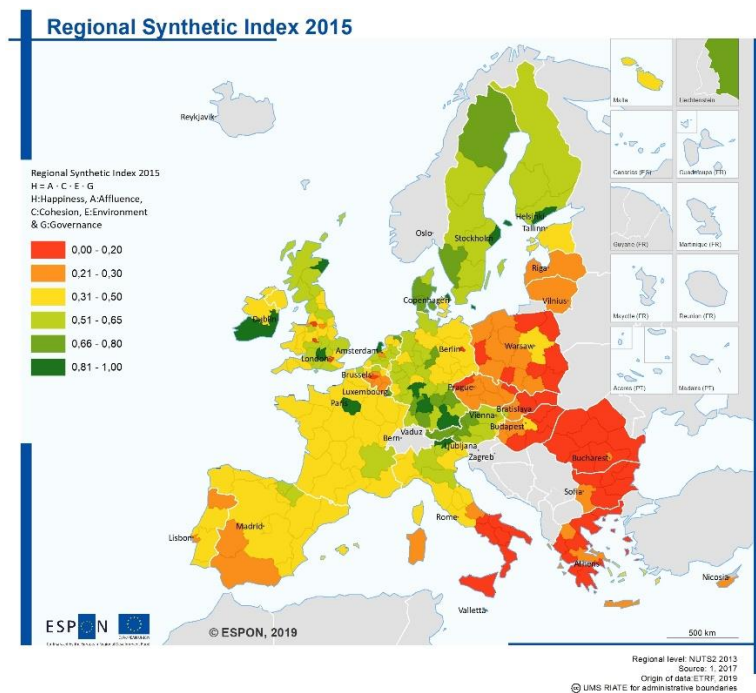 Regional Synthetic Index 2015
Regional Synthetic Index 2015
H = A · C · E · G
H:Happiness, A:Affluence,
C:Cohesion, E:Environment
& G:Governance
0,00 - 0,20
0,21 - 0,30
0,31 - 0,50
0,51 - 0,65
0,66 - 0,80
0,81 - 1,00
Reykjavik
Oslo
Helsinki
Stockholm
Tallinn
Riga
Copenhagen
Vilnius
Dublin
Amsterdam
Berlin
Warsaw
London
Brussels
Luxembourg
Prague
Paris
Vienna
Bratislava
Budapest
Vaduz
Bern
Ljubljana
Zagreb
Bucharest
Sofia
Rome
Madrid
Lisbon
Athens
Nicosia
Valletta
Malta
Liechtenstein
Canarias (ES)
Guadeloupe (FR)
Guyane (FR)
Martinique (FR)
Mayotte (FR)
Reunion (FR)
Acores (PT)
Madeira (PT)
ESPON
© ESPON, 2019
500 km
Regional level: NUTS2 2013
Source: 1, 2017
Origin of data:ETRF, 2019
© UMS RIATE for administrative boundaries